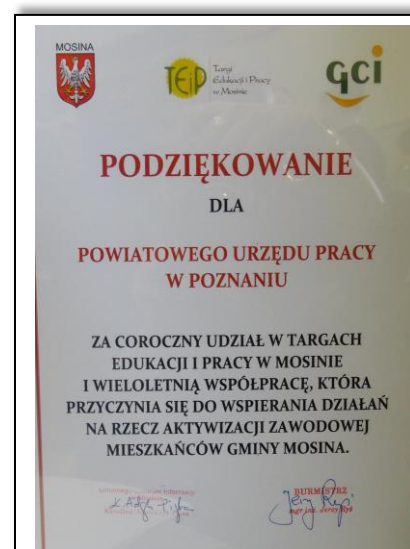 MOSINA
TEiP
Targi
Edukacji i Pracy
w Mosinie
gci
PODZIĘKOWANIE
DLA
POWIATOWEGO URZĘDU PRACY
W POZNANIU
ZA COROCZNY UDZIAŁ W TARGACH
EDUKACJI I PRACY W MOSINIE
I WIELOLETNIĄ WSPÓŁPRACĘ, KTÓRA
PRZYCZYNIA SIĘ DO WSPIERANIA DZIAŁAŃ
NA RZECZ AKTYWIZACJI ZAWODOWEJ
MIESZKAŃCÓW GMINY MOSINA.
BURMISTRZ